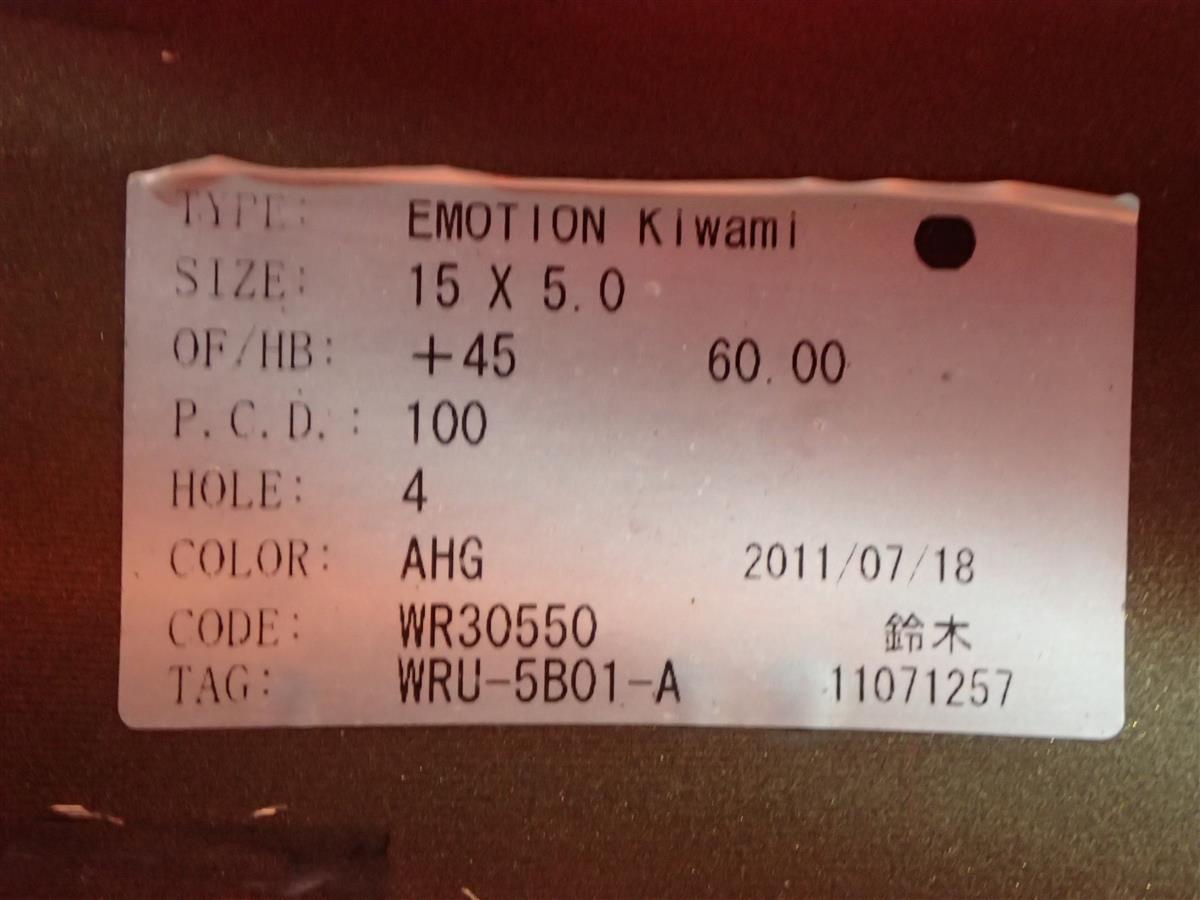 TYPE: EMOTION Kiwami
SIZE: 15 X 5.0
OF/HB: +45 60.00
P.C.D.: 100
HOLE: 4
COLOR: AHG 2011/07/18
CODE: WR30550 鈴木
TAG: WRU-5B01-A 11071257